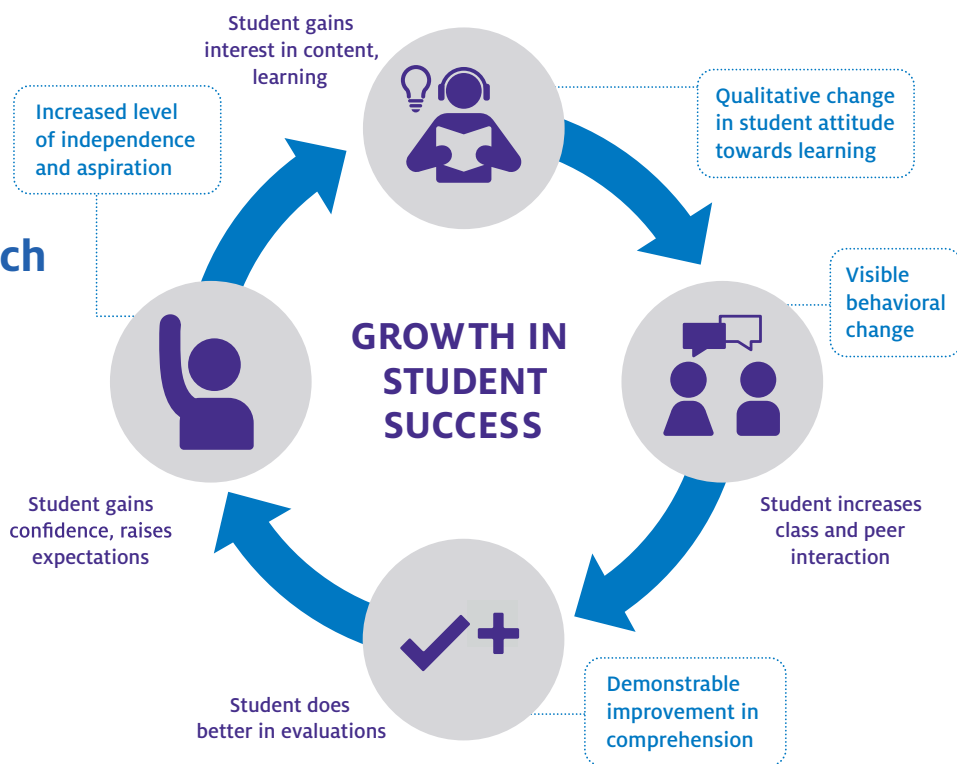 Student gains
interest in content,
learning
Qualitative change
in student attitude
towards learning
Increased level
of independence
and aspiration
ch
Visible
behavioral
change
GROWTH IN
STUDENT
SUCCESS
Student gains
confidence, raises
expectations
Student increases
class and peer
interaction
Student does
better in evaluations
Demonstrable
improvement in
comprehension